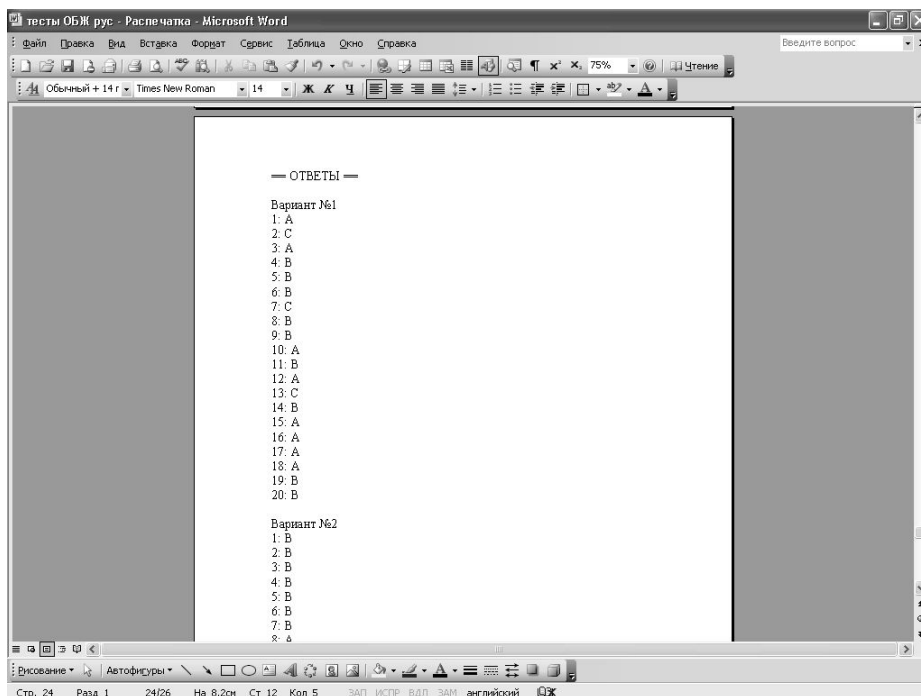 тесты ОБЖ рус - Распечатка - Microsoft Word
Файл Правка Вид Вставка Формат Сервис Таблица Окно Справка Введите вопрос
75% Чтение
Обычный + 14 г Times New Roman 14 Ж К Ч
== ОТВЕТЫ ==
Вариант №1
1: A
2: C
3: A
4: B
5: B
6: B
7: C
8: B
9: B
10: A
11: B
12: A
13: C
14: B
15: A
16: A
17: A
18: A
19: B
20: B
Вариант №2
1: B
2: B
3: B
4: B
5: B
6: B
7: B
8: A
Рисование Автофигуры
Стр. 24 Разд 1 24/26 На 8,2см Ст 12 Кол 5 ЗАП ИСПР ВДЛ ЗАМ английский